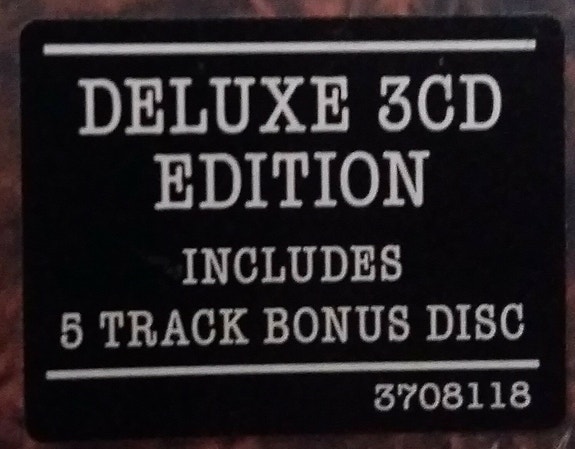 DELUXE 3CD
EDITION
INCLUDES
5 TRACK BONUS DISC
3708118